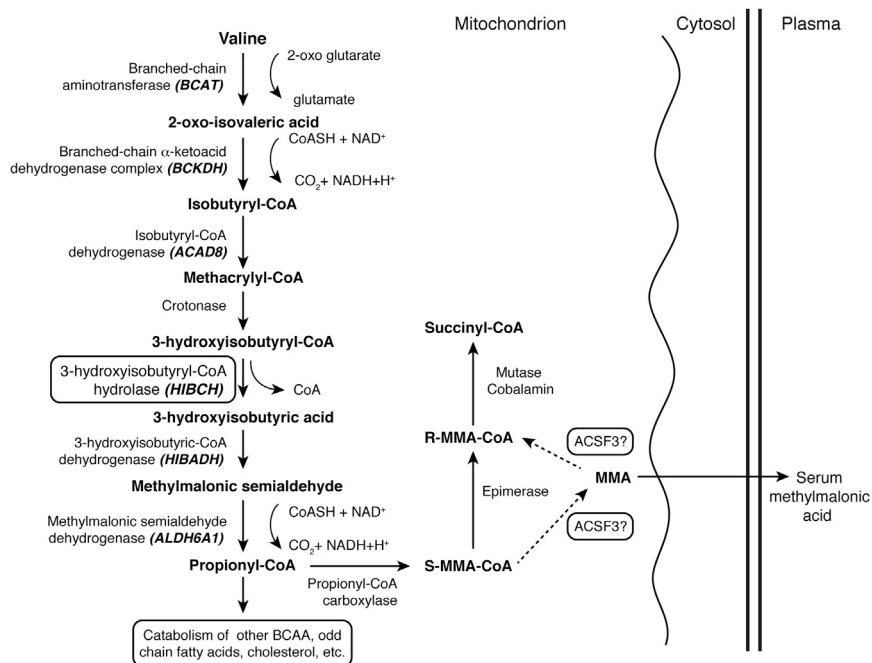 Mitochondrion
Cytosol
Plasma
Valine
Branched-chain
aminotransferase (BCAT)
2-oxo glutarate
glutamate
2-oxo-isovaleric acid
Branched-chain α-ketoacid
dehydrogenase complex (BCKDH)
CoASH + NAD⁺
CO₂+ NADH+H⁺
Isobutyryl-CoA
Isobutyryl-CoA
dehydrogenase (ACAD8)
Methacrylyl-CoA
Crotonase
3-hydroxyisobutyryl-CoA
3-hydroxyisobutyryl-CoA
hydrolase (HIBCH)
CoA
3-hydroxyisobutyric acid
3-hydroxyisobutyric-CoA
dehydrogenase (HIBADH)
Methylmalonic semialdehyde
Methylmalonic semialdehyde
dehydrogenase (ALDH6A1)
CoASH + NAD⁺
CO₂+ NADH+H⁺
Propionyl-CoA
Propionyl-CoA
carboxylase
Catabolism of other BCAA, odd
chain fatty acids, cholesterol, etc.
Succinyl-CoA
Mutase
Cobalamin
R-MMA-CoA
ACSF3?
Epimerase
MMA
ACSF3?
S-MMA-CoA
Serum
methylmalonic
acid